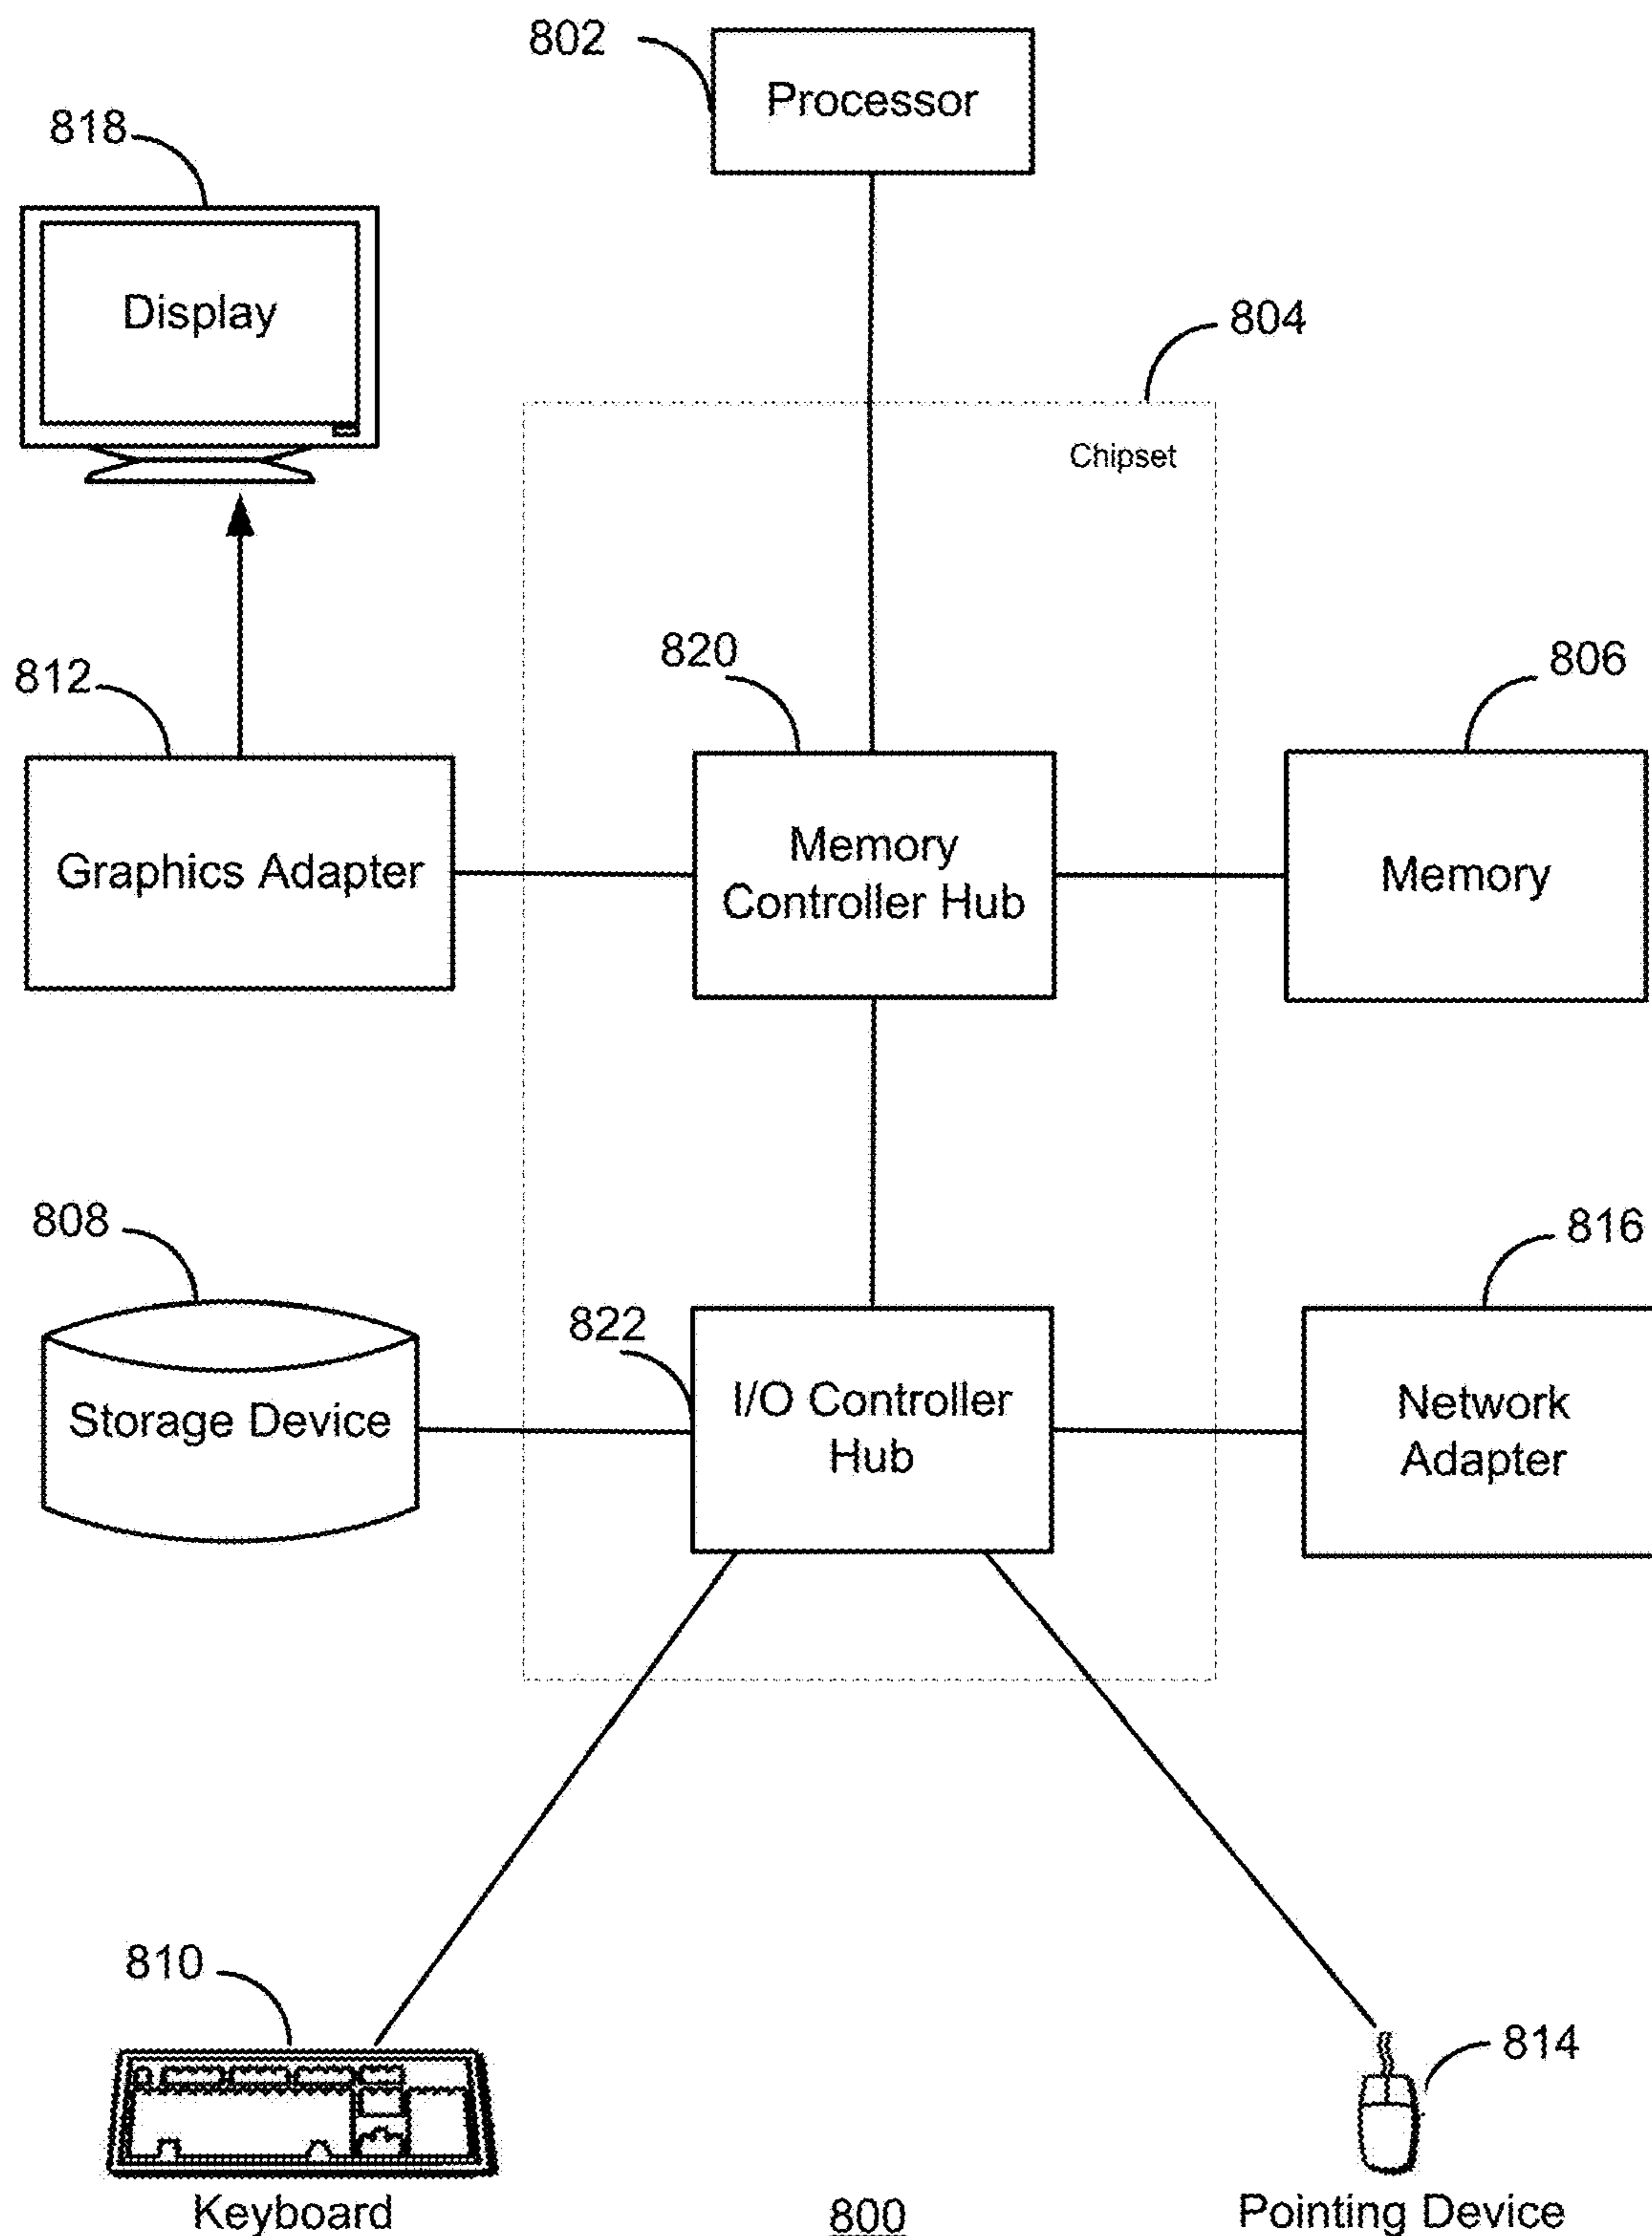 802
Processor
818
Display
804
Chipset
820
806
812
Memory
Controller Hub
Graphics Adapter
Memory
808
816
822
I/O Controller
Hub
Storage Device
Network
Adapter
810
814
Keyboard
800
Pointing Device